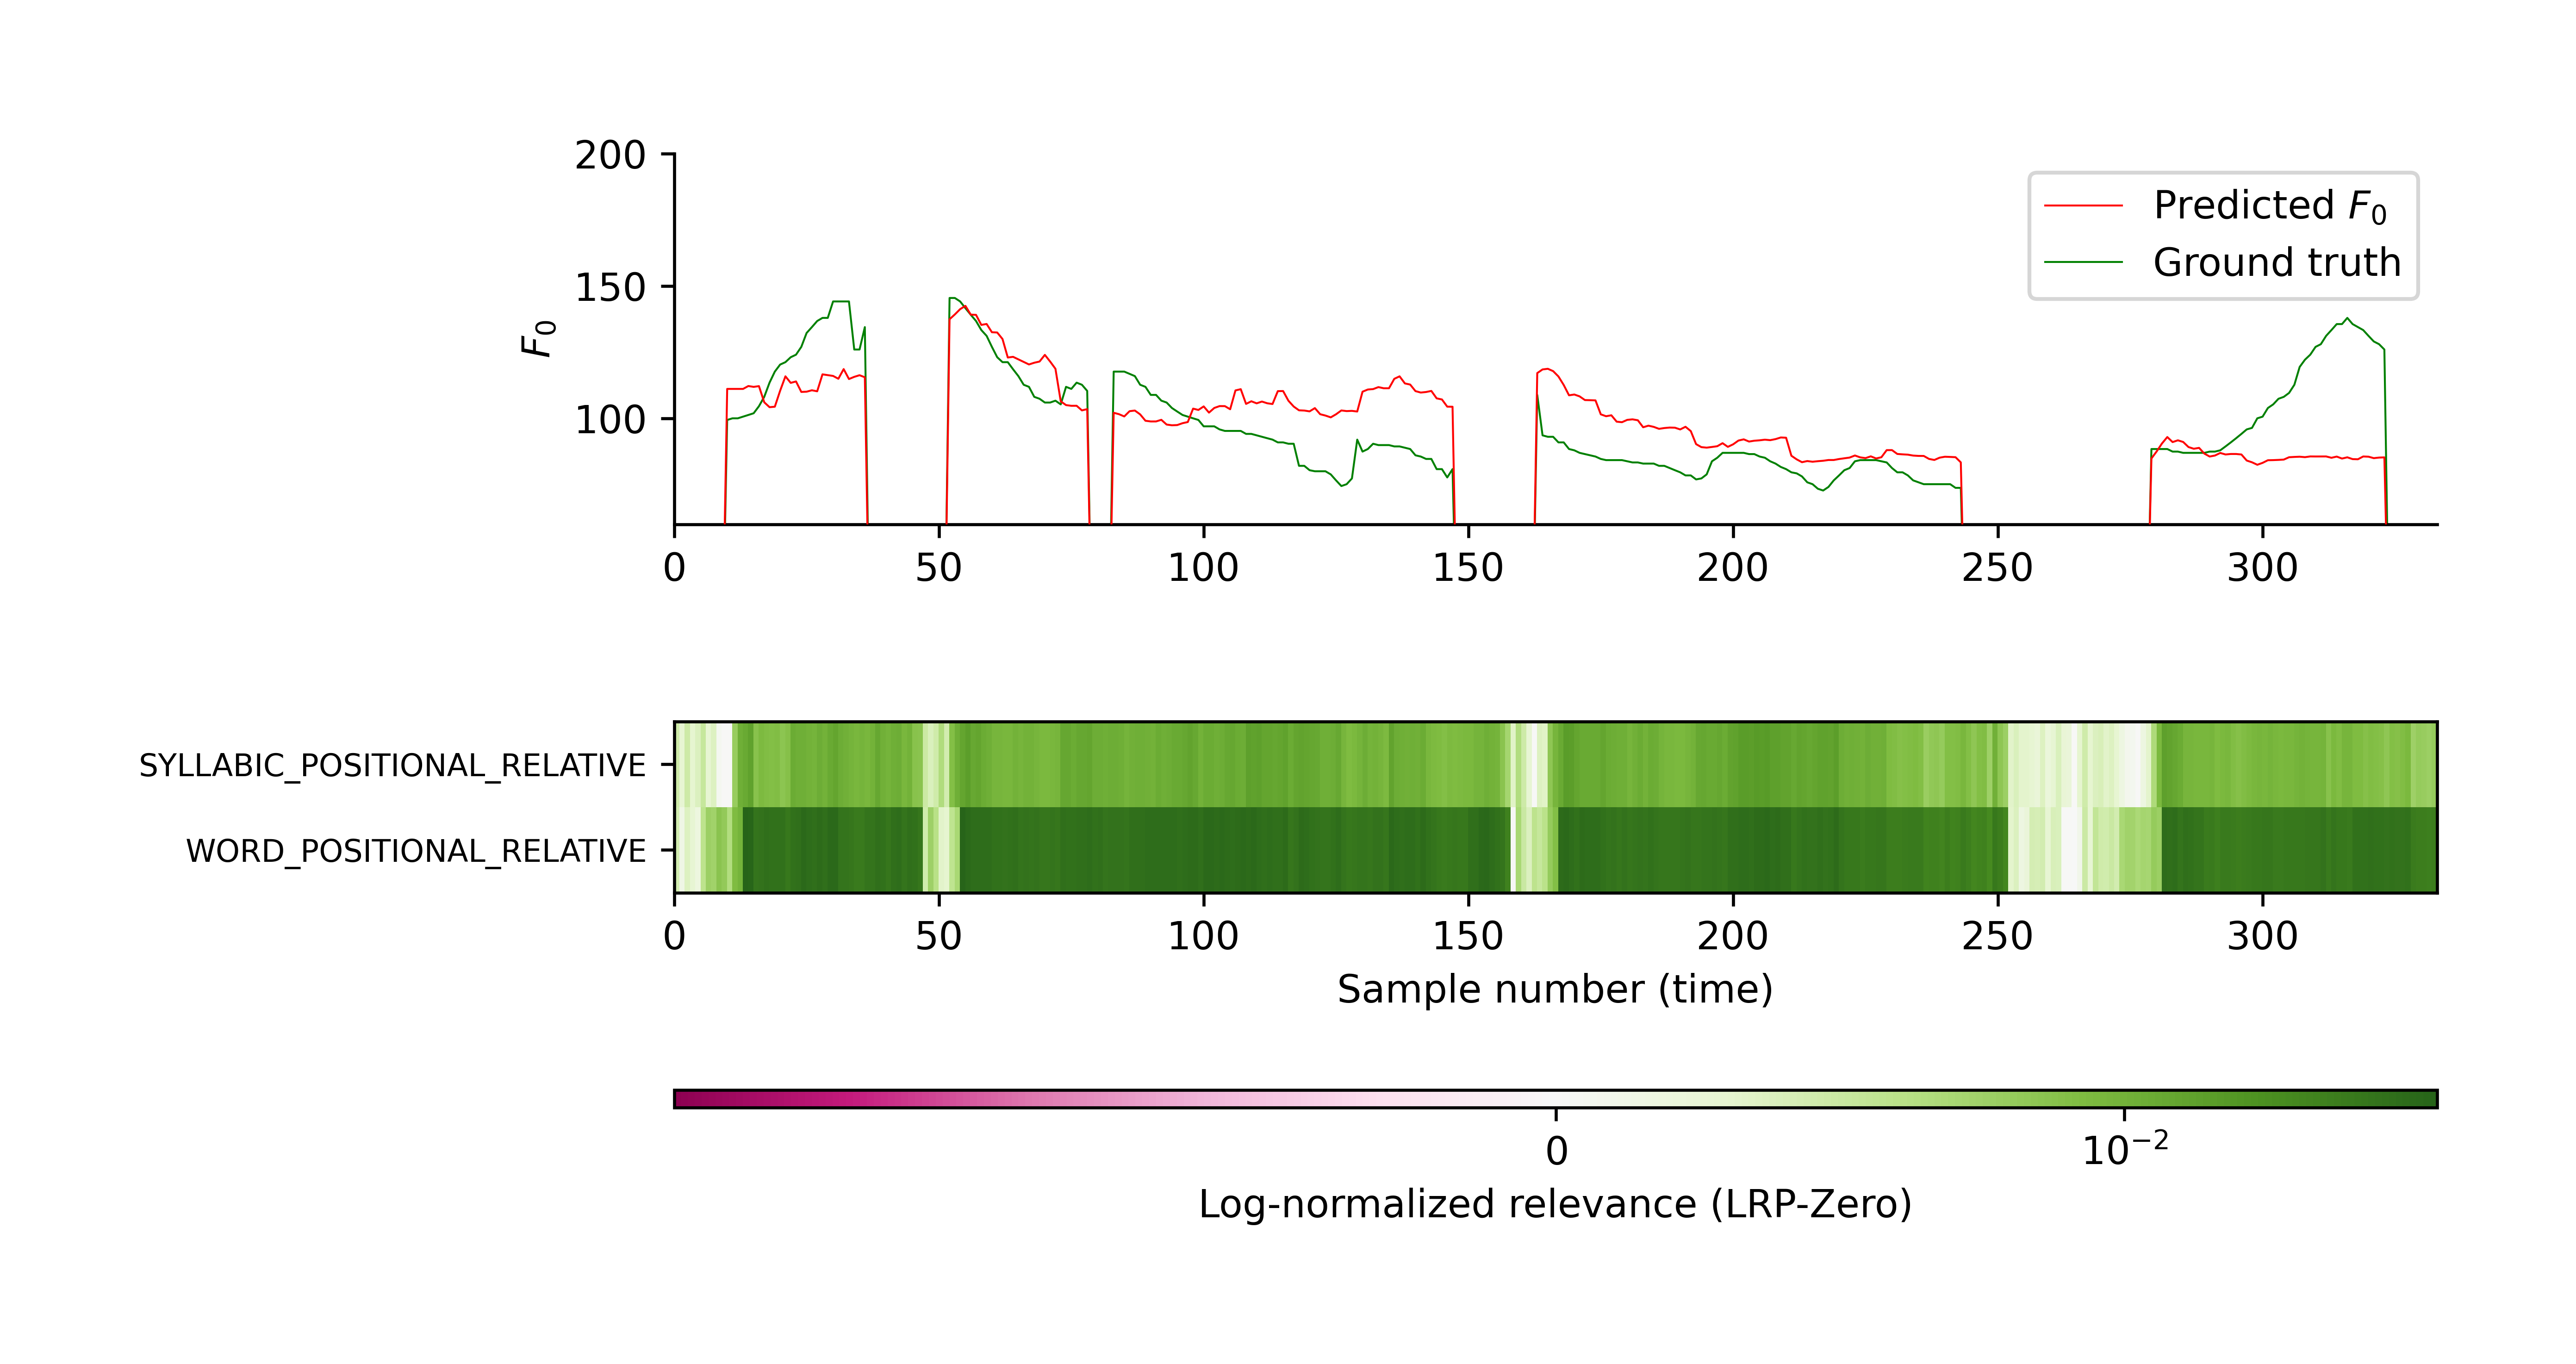 200
150
100
F0
Predicted F0
Ground truth
0 50 100 150 200 250 300
SYLLABIC_POSITIONAL_RELATIVE
WORD_POSITIONAL_RELATIVE
0 50 100 150 200 250 300
Sample number (time)
0 10−2
Log-normalized relevance (LRP-Zero)